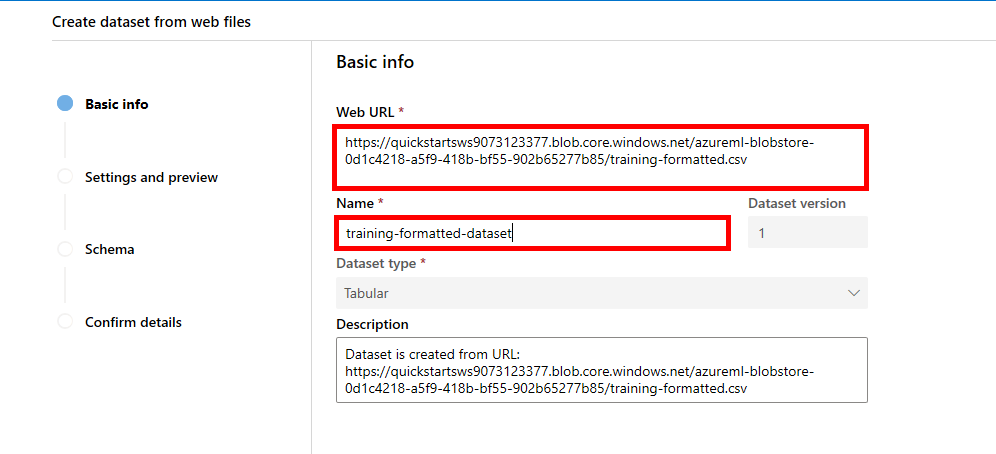 Create dataset from web files
Basic info
Settings and preview
Schema
Confirm details
Basic info
Web URL *
https://quickstartsws9073123377.blob.core.windows.net/azureml-blobstore-
0d1c4218-a5f9-418b-bf55-902b65277b85/training-formatted.csv
Name *
training-formatted-dataset
Dataset version
1
Dataset type *
Tabular
Description
Dataset is created from URL:
https://quickstartsws9073123377.blob.core.windows.net/azureml-blobstore-
0d1c4218-a5f9-418b-bf55-902b65277b85/training-formatted.csv